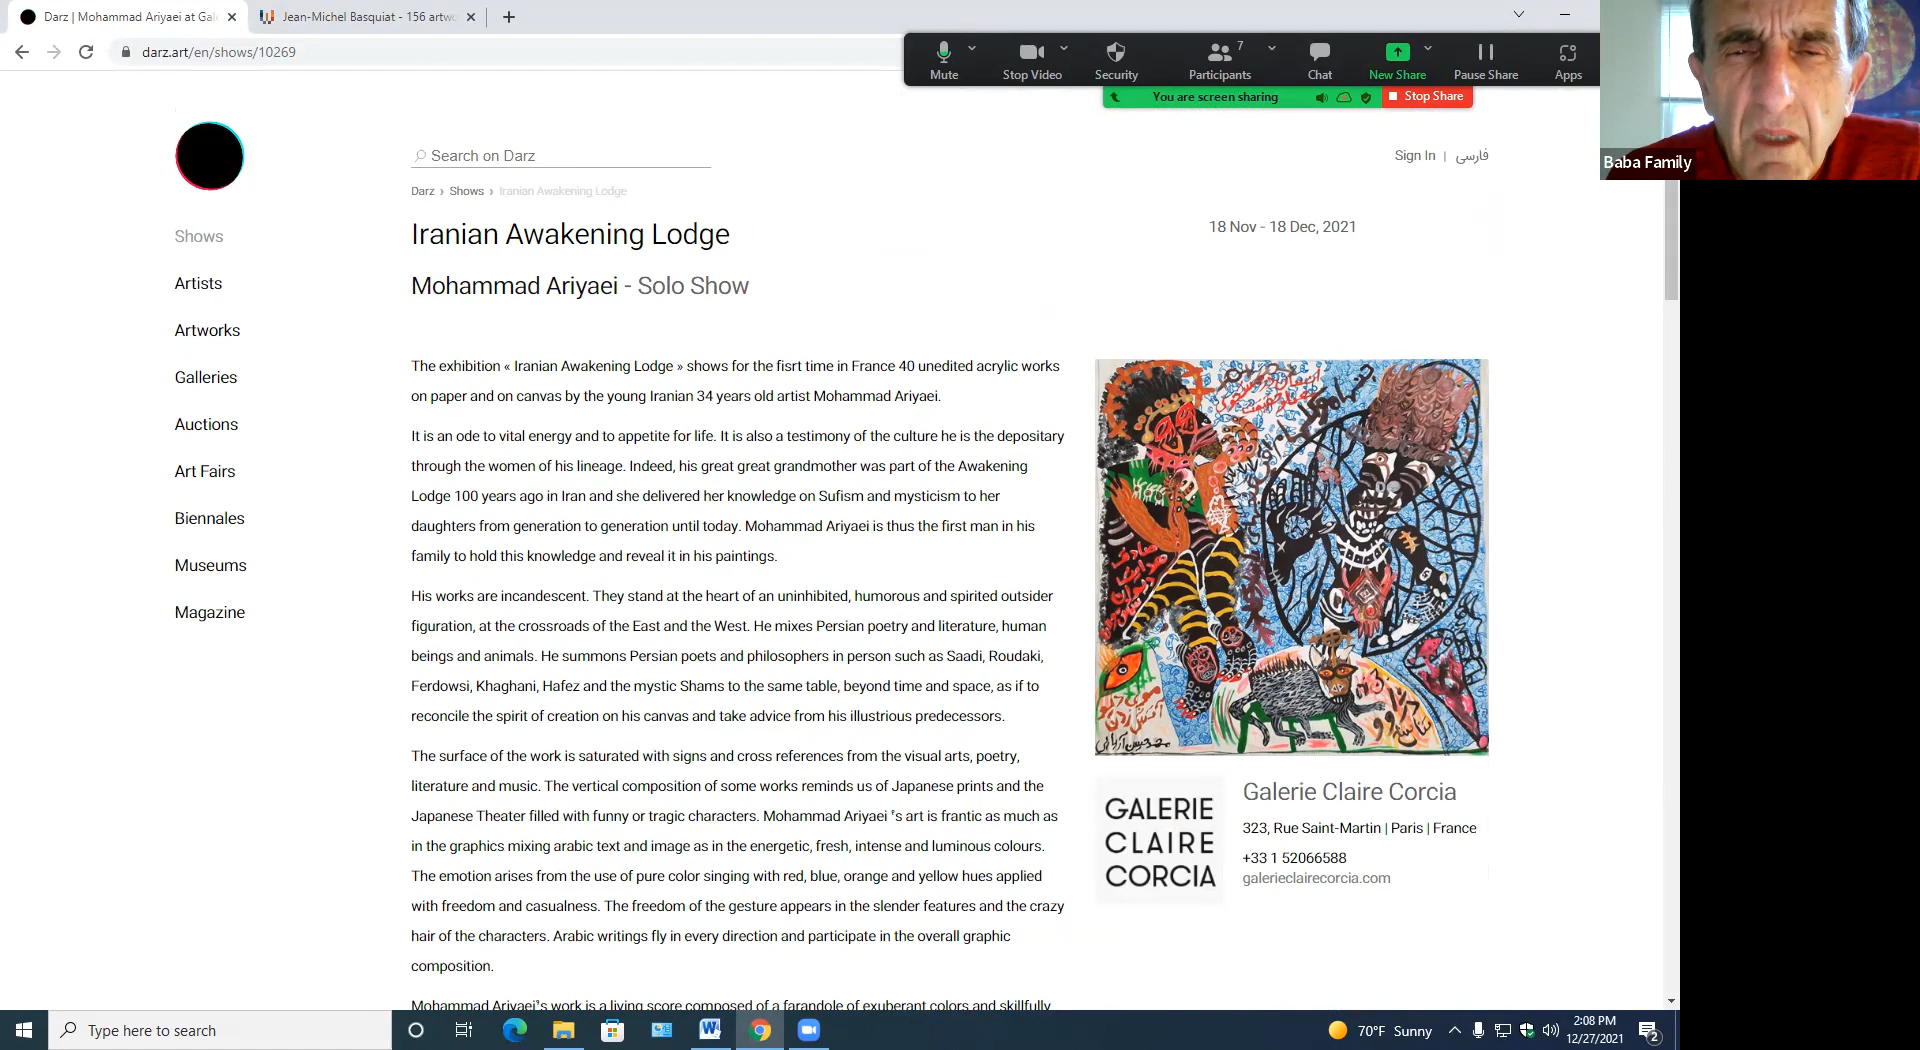 Darz | Mohammad Ariyaei at Gal
Jean-Michel Basquiat - 156 artw
darz.art/en/shows/10269
Mute
Stop Video
Security
7
Participants
Chat
New Share
Pause Share
Apps
You are screen sharing
Stop Share
Baba Family
Search on Darz
Sign In | فارسی
Darz › Shows › Iranian Awakening Lodge
Iranian Awakening Lodge
18 Nov - 18 Dec, 2021
Mohammad Ariyaei - Solo Show
Shows
Artists
Artworks
Galleries
Auctions
Art Fairs
Biennales
Museums
Magazine
The exhibition « Iranian Awakening Lodge » shows for the fisrt time in France 40 unedited acrylic works
on paper and on canvas by the young Iranian 34 years old artist Mohammad Ariyaei.
It is an ode to vital energy and to appetite for life. It is also a testimony of the culture he is the depositary
through the women of his lineage. Indeed, his great great grandmother was part of the Awakening
Lodge 100 years ago in Iran and she delivered her knowledge on Sufism and mysticism to her
daughters from generation to generation until today. Mohammad Ariyaei is thus the first man in his
family to hold this knowledge and reveal it in his paintings.
His works are incandescent. They stand at the heart of an uninhibited, humorous and spirited outsider
figuration, at the crossroads of the East and the West. He mixes Persian poetry and literature, human
beings and animals. He summons Persian poets and philosophers in person such as Saadi, Roudaki,
Ferdowsi, Khaghani, Hafez and the mystic Shams to the same table, beyond time and space, as if to
reconcile the spirit of creation on his canvas and take advice from his illustrious predecessors.
The surface of the work is saturated with signs and cross references from the visual arts, poetry,
literature and music. The vertical composition of some works reminds us of Japanese prints and the
Japanese Theater filled with funny or tragic characters. Mohammad Ariyaei 's art is frantic as much as
in the graphics mixing arabic text and image as in the energetic, fresh, intense and luminous colours.
The emotion arises from the use of pure color singing with red, blue, orange and yellow hues applied
with freedom and casualness. The freedom of the gesture appears in the slender features and the crazy
hair of the characters. Arabic writings fly in every direction and participate in the overall graphic
composition.
Mohammad Ariyaei's work is a living score composed of a farandole of exuberant colors and skillfully
GALERIE
CLAIRE
CORCIA
Galerie Claire Corcia
323, Rue Saint-Martin | Paris | France
+33 1 52066588
galerieclairecorcia.com
Type here to search
70°F Sunny
2:08 PM
12/27/2021
2